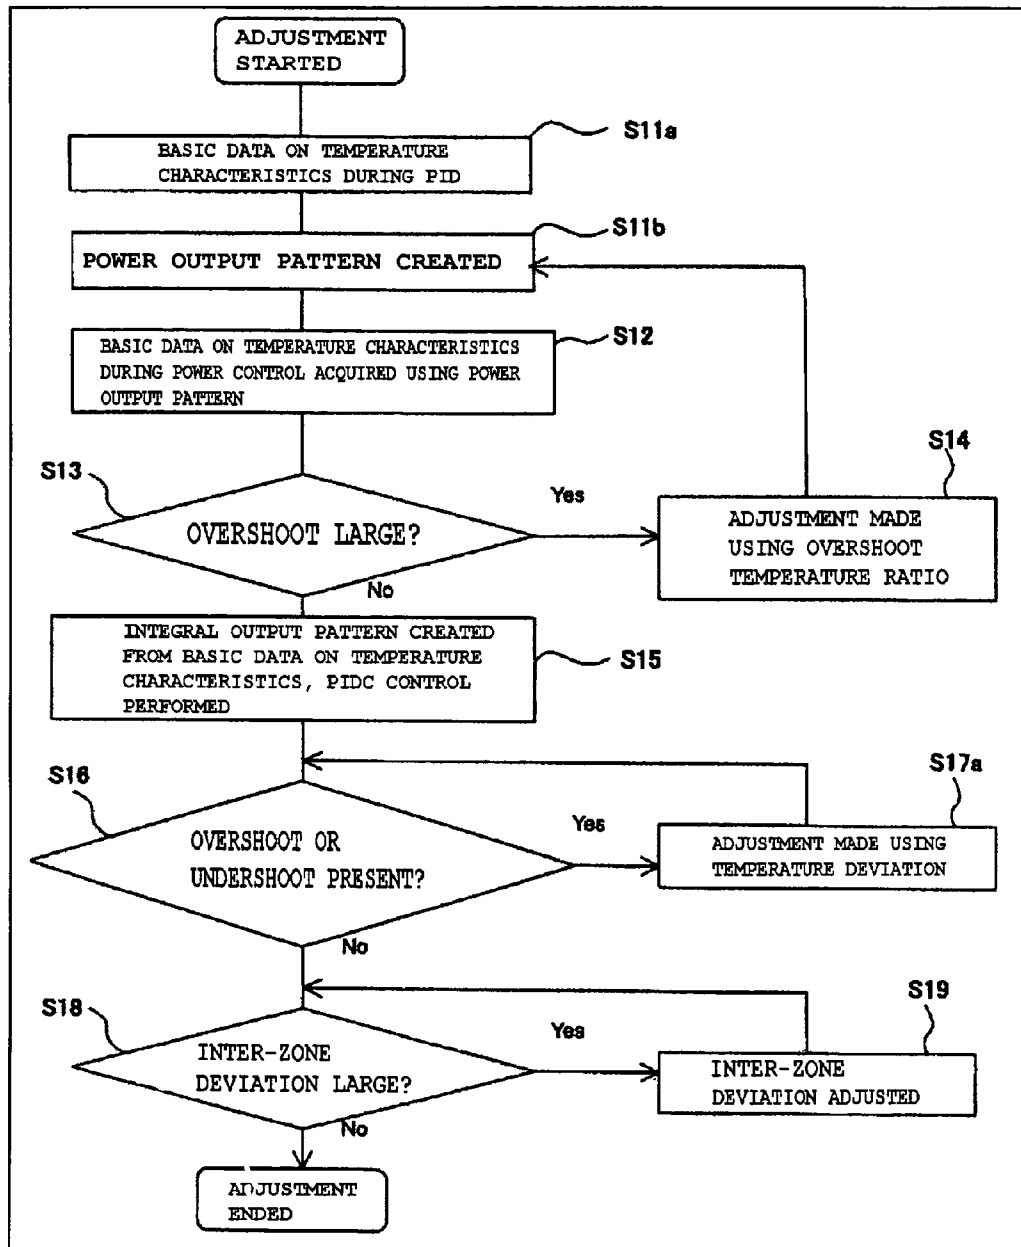 ADJUSTMENT
STARTED
S11a
BASIC DATA ON TEMPERATURE
CHARACTERISTICS DURING PID
S11b
POWER OUTPUT PATTERN CREATED
S12
BASIC DATA ON TEMPERATURE CHARACTERISTICS
DURING POWER CONTROL ACQUIRED USING POWER
OUTPUT PATTERN
S13
OVERSHOOT LARGE?
Yes
No
S14
ADJUSTMENT MADE
USING OVERSHOOT
TEMPERATURE RATIO
INTEGRAL OUTPUT PATTERN CREATED
FROM BASIC DATA ON TEMPERATURE
CHARACTERISTICS, PIDC CONTROL
PERFORMED
S15
S16
OVERSHOOT OR
UNDERSHOOT PRESENT?
Yes
No
S17a
ADJUSTMENT MADE USING
TEMPERATURE DEVIATION
S18
INTER-ZONE
DEVIATION LARGE?
Yes
No
S19
INTER-ZONE
DEVIATION ADJUSTED
ADJUSTMENT
ENDED